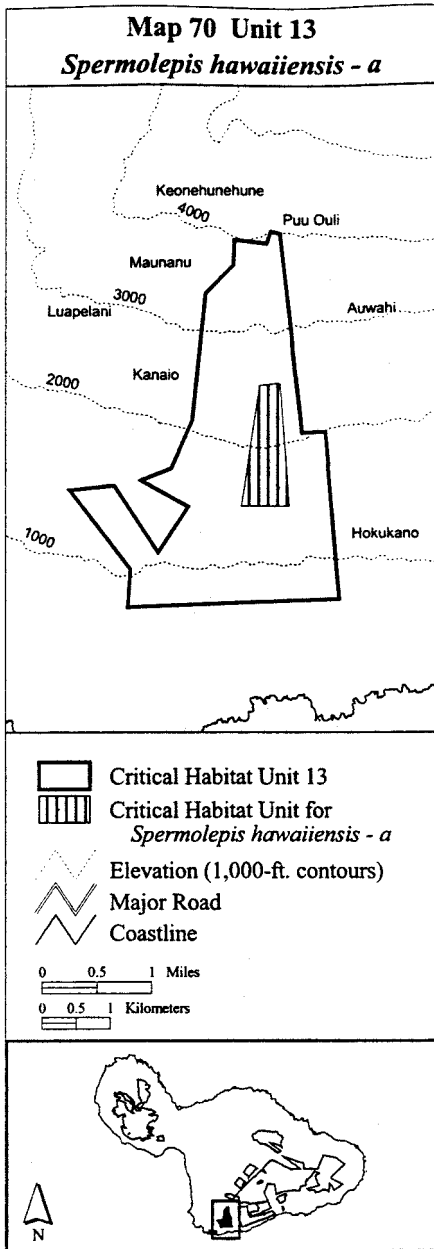 Map 70 Unit 13
Spermolepis hawaiiensis - a
Keonehunehune
4000
Puu Ouli
Maunanu
3000
Luapelani
Auwahi
Kanaio
2000
1000
Hokukano
Critical Habitat Unit 13
Critical Habitat Unit for
Spermolepis hawaiiensis - a
Elevation (1,000-ft. contours)
Major Road
Coastline
0 0.5 1 Miles
0 0.5 1 Kilometers
N